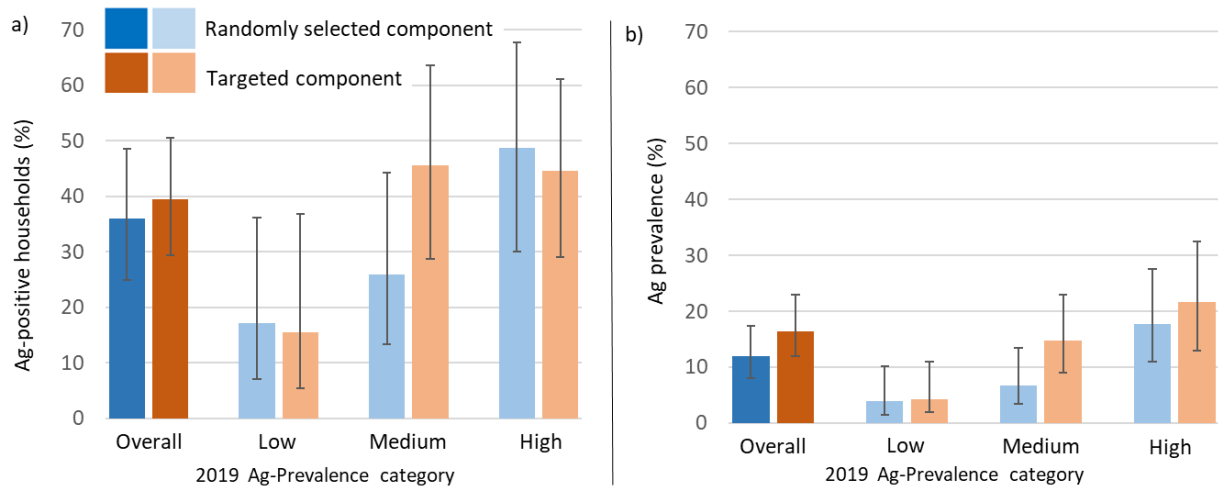 a)
Randomly selected component
Targeted component
Ag-positive households (%)
70
60
50
40
30
20
10
0
Overall Low Medium High
2019 Ag-Prevalence category
b)
Ag prevalence (%)
70
60
50
40
30
20
10
0
Overall Low Medium High
2019 Ag-Prevalence category